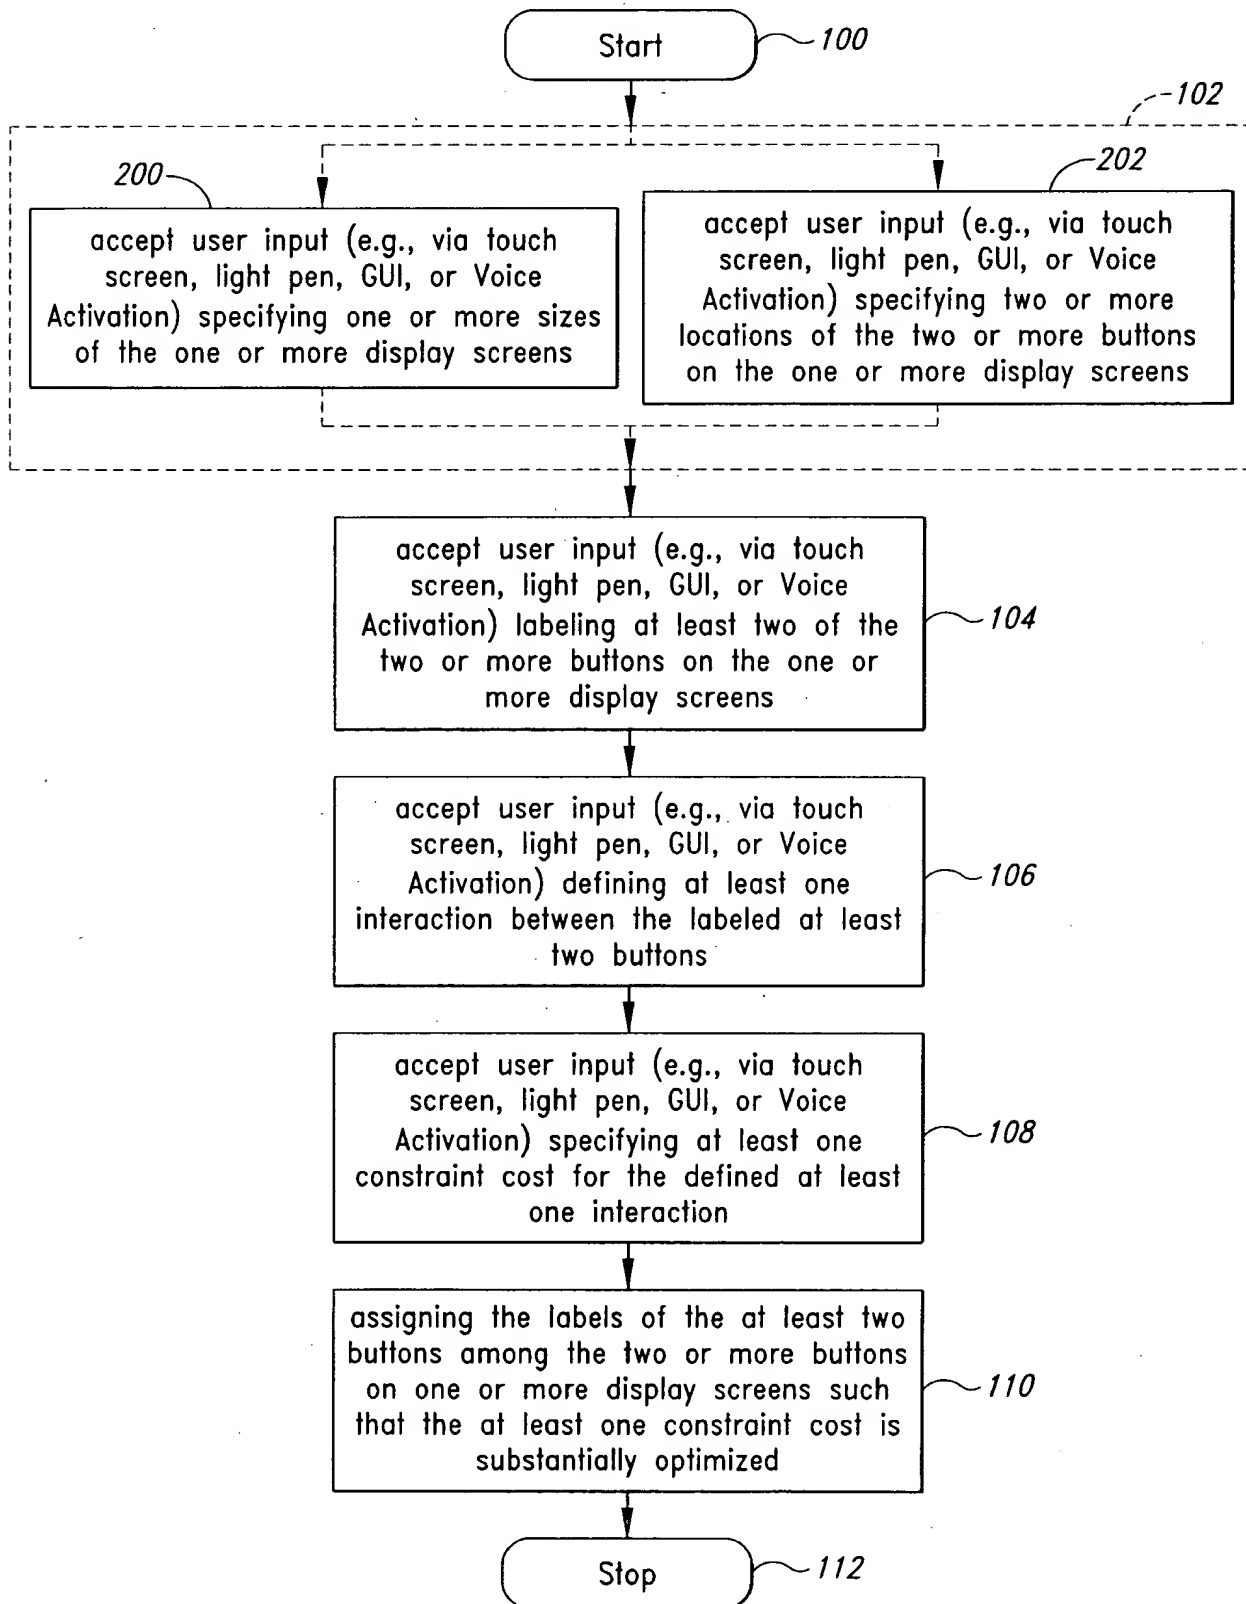 Start
100
102
200
accept user input (e.g., via touch
screen, light pen, GUI, or Voice
Activation) specifying one or more sizes
of the one or more display screens
202
accept user input (e.g., via touch
screen, light pen, GUI, or Voice
Activation) specifying two or more
locations of the two or more buttons
on the one or more display screens
accept user input (e.g., via touch
screen, light pen, GUI, or Voice
Activation) labeling at least two of the
two or more buttons on the one or
more display screens
104
accept user input (e.g., via touch
screen, light pen, GUI, or Voice
Activation) defining at least one
interaction between the labeled at least
two buttons
106
accept user input (e.g., via touch
screen, light pen, GUI, or Voice
Activation) specifying at least one
constraint cost for the defined at least
one interaction
108
assigning the labels of the at least two
buttons among the two or more buttons
on one or more display screens such
that the at least one constraint cost is
substantially optimized
110
Stop
112